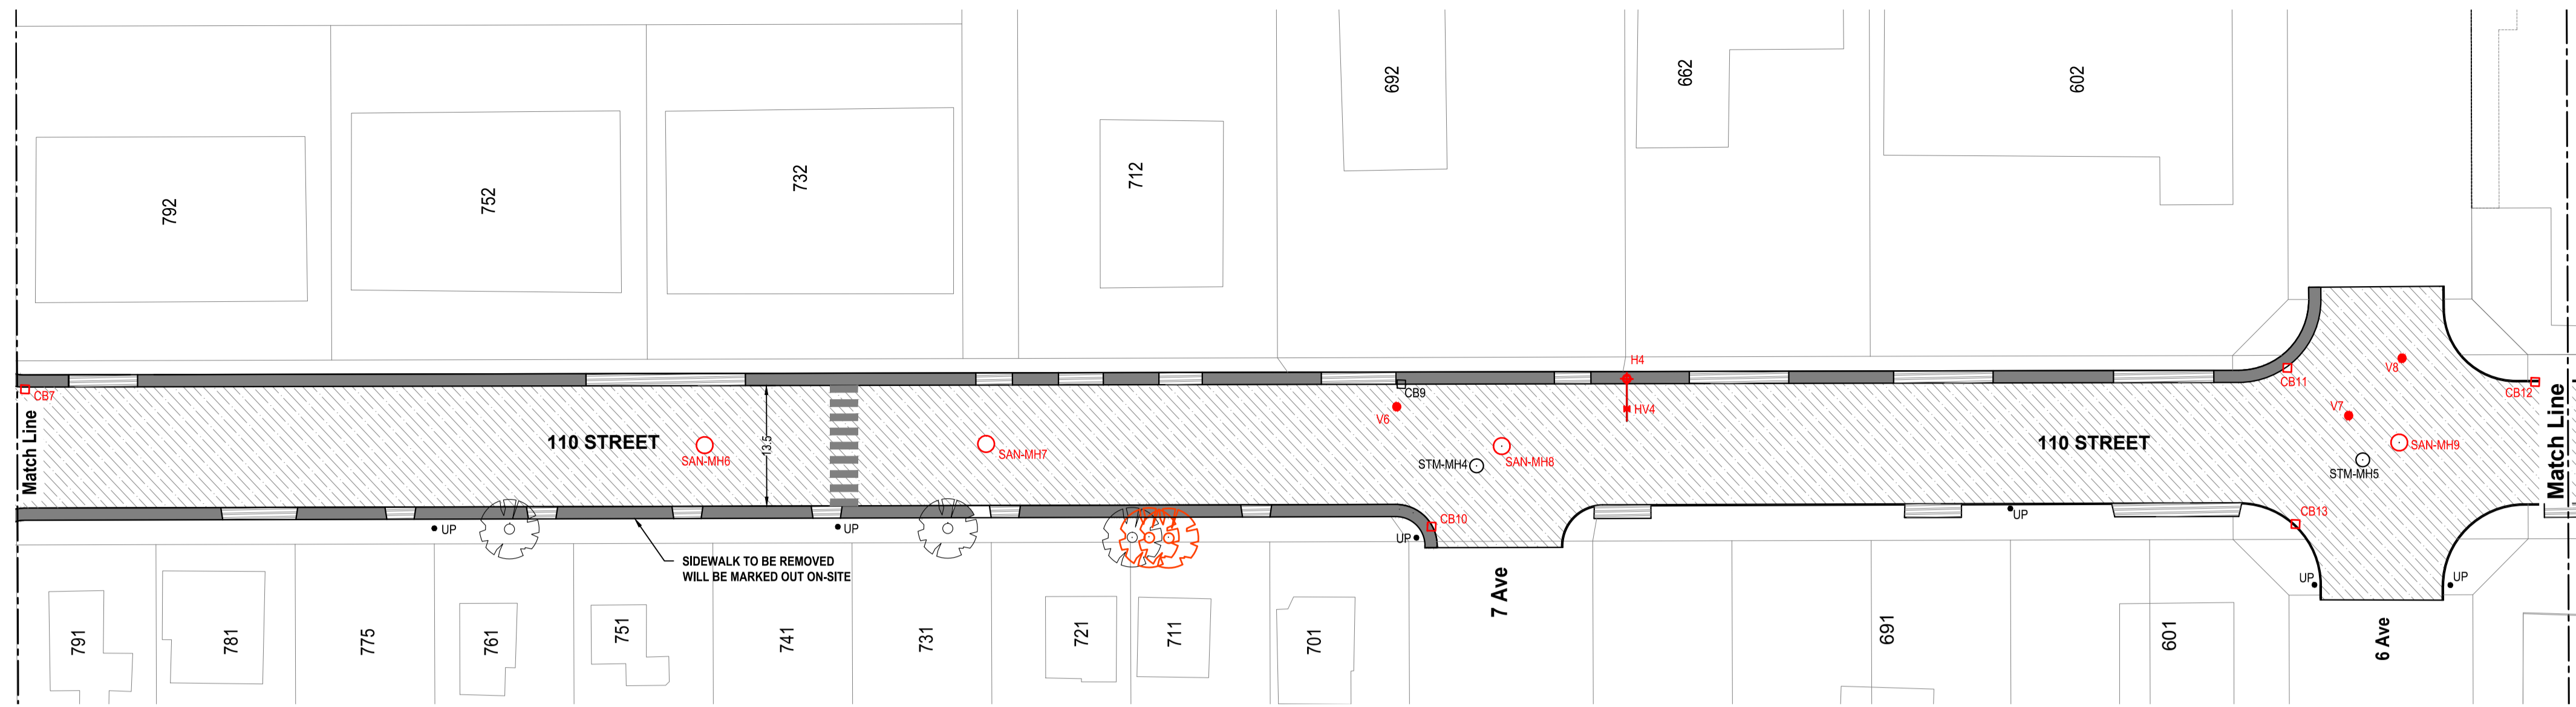 792
752
732
712
692
662
602
CB7
Match Line
110 STREET
SAN-MH6
13.5
SAN-MH7
V6
CB9
STM-MH4
SAN-MH8
H4
HV4
110 STREET
CB11
V8
V7
CB12
SAN-MH9
STM-MH5
Match Line
UP
UP
UP
CB10
UP
CB13
UP
UP
SIDEWALK TO BE REMOVED
WILL BE MARKED OUT ON-SITE
7 Ave
6 Ave
791
781
775
761
751
741
731
721
711
701
691
601